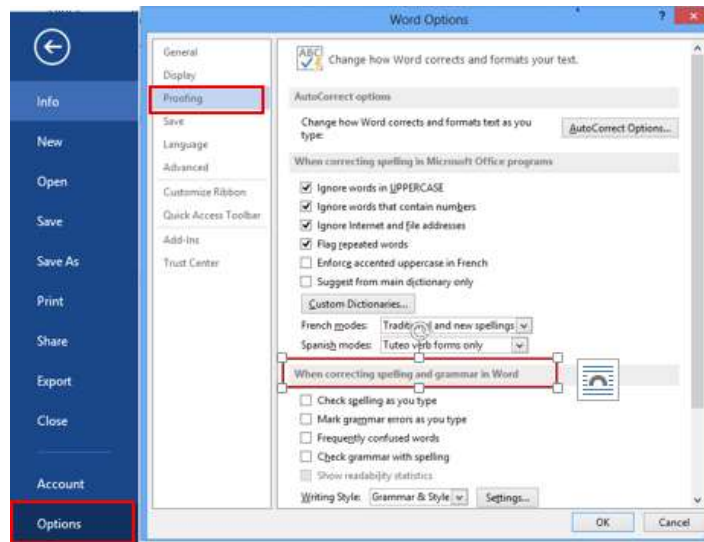 Word Options
?
Info
New
Open
Save
Save As
Print
Share
Export
Close
Account
Options
General
Display
Proofing
Save
Language
Advanced
Customize Ribbon
Quick Access Toolbar
Add-Ins
Trust Center
ABC
Change how Word corrects and formats your text.
AutoCorrect options
Change how Word corrects and formats text as you
type:
AutoCorrect Options...
When correcting spelling in Microsoft Office programs
Ignore words in UPPERCASE
Ignore words that contain numbers
Ignore Internet and file addresses
Flag repeated words
Enforce accented uppercase in French
Suggest from main dictionary only
Custom Dictionaries...
French modes: Traditional and new spellings
Spanish modes: Tuteo verb forms only
When correcting spelling and grammar in Word
Check spelling as you type
Mark grammar errors as you type
Frequently confused words
Check grammar with spelling
Show readability statistics
Writing Style: Grammar & Style Settings...
OK Cancel